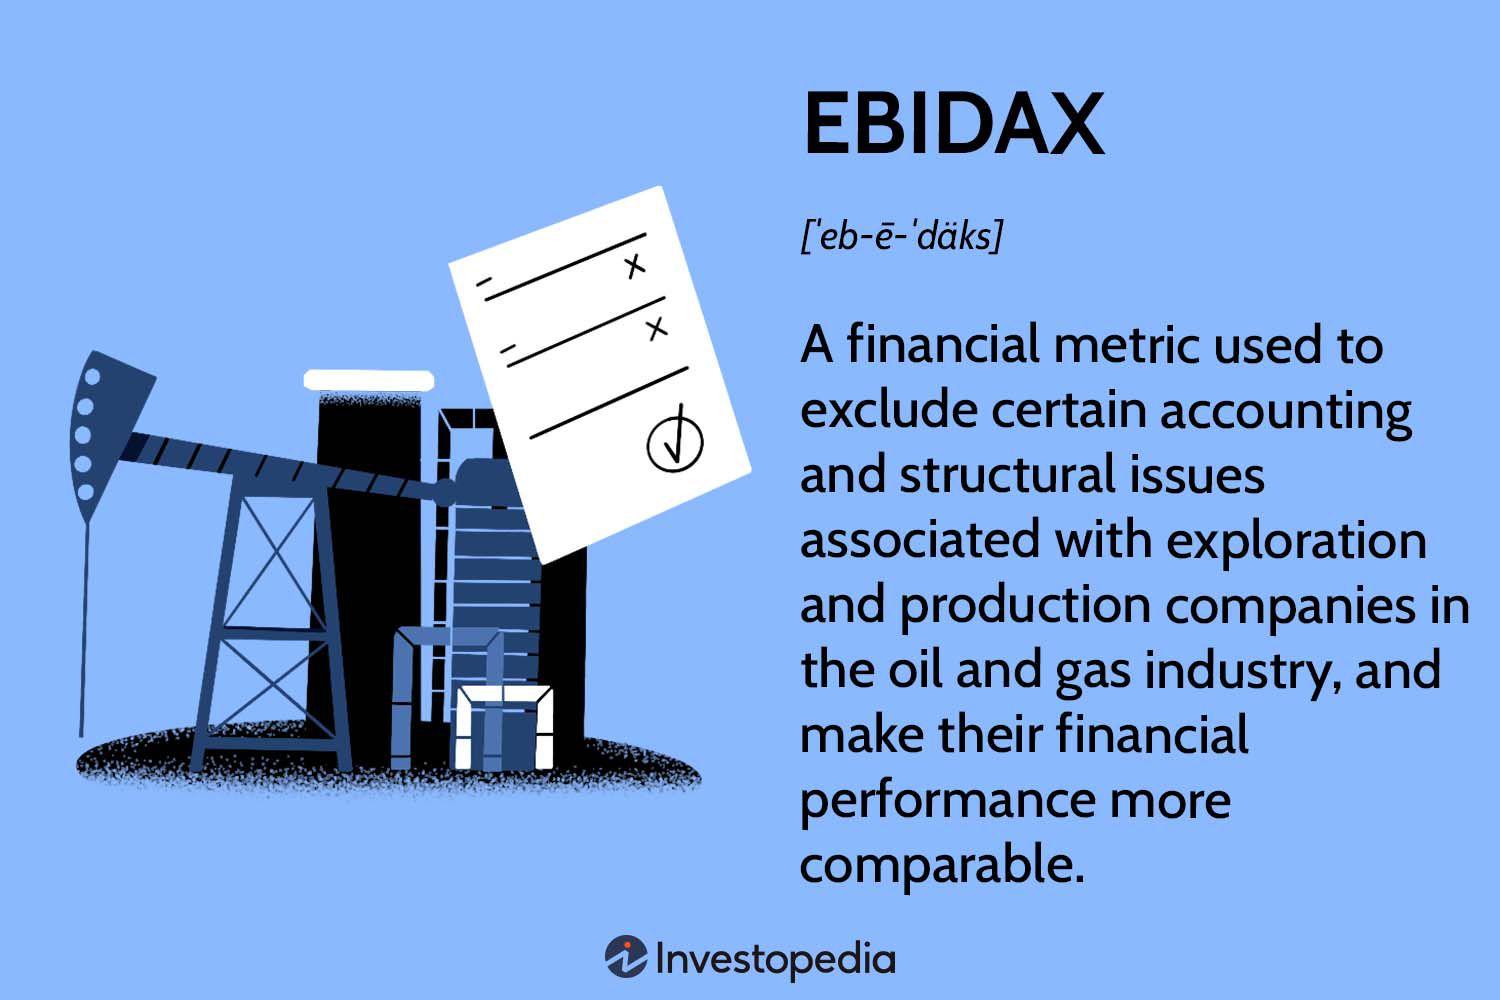 EBIDAX
[ˈeb-ē-ˈdäks]
A financial metric used to
exclude certain accounting
and structural issues
associated with exploration
and production companies in
the oil and gas industry, and
make their financial
performance more
comparable.
Investopedia